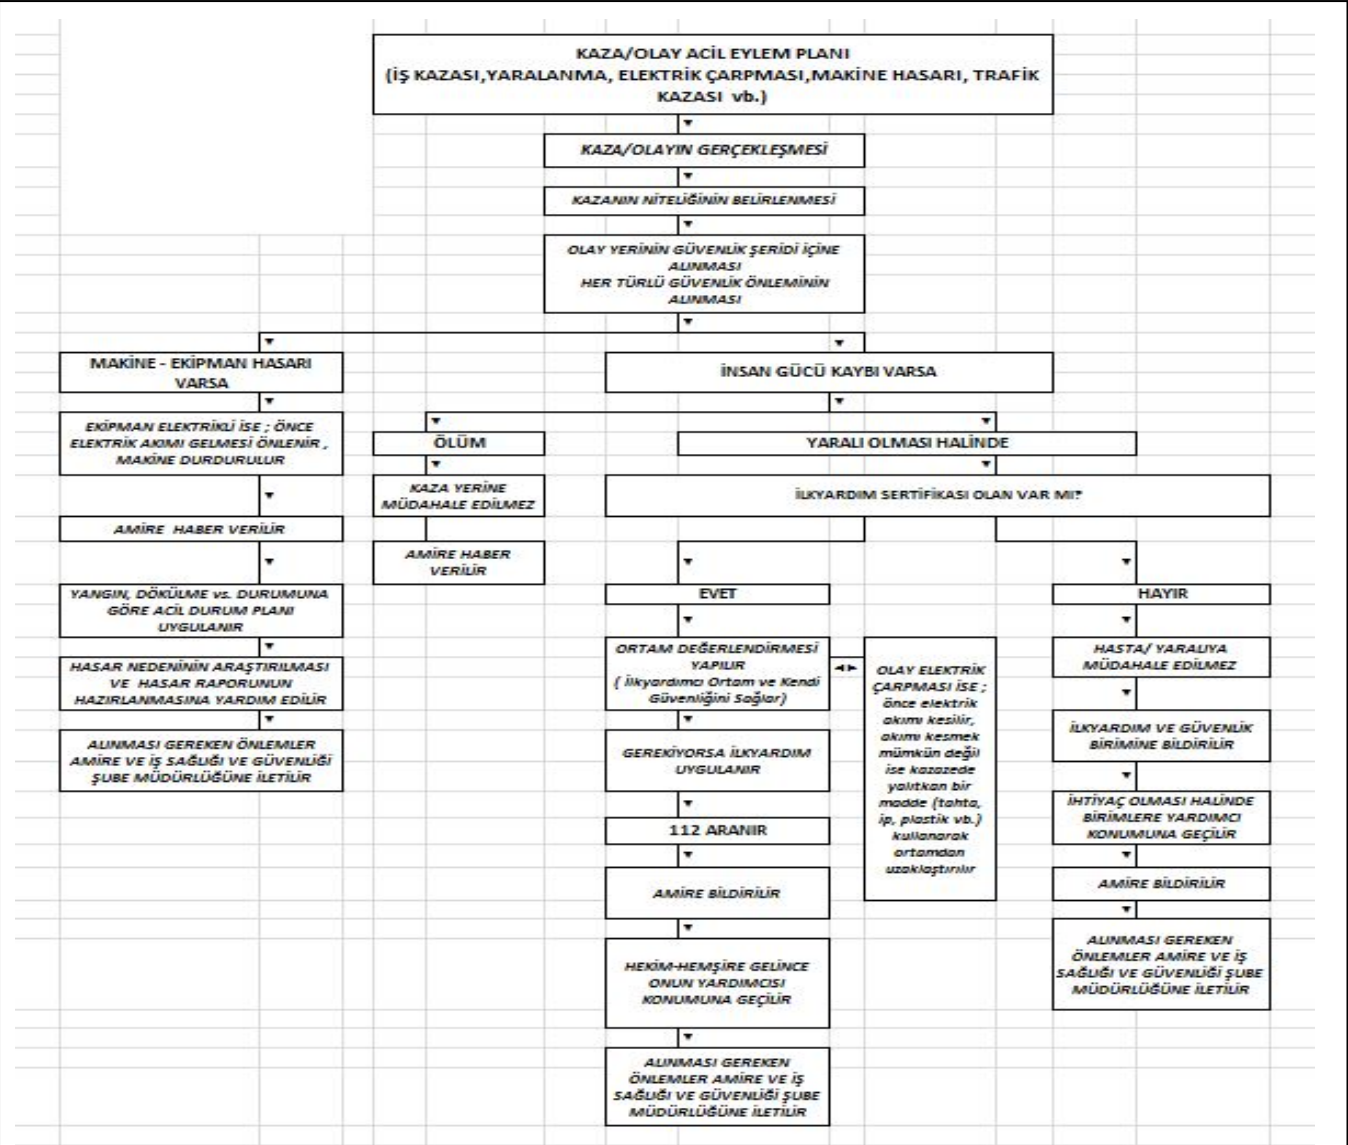 KAZA/OLAY ACİL EYLEM PLANI
(İŞ KAZASI,YARALANMA, ELEKTRİK ÇARPMASI,MAKİNE HASARI, TRAFİK
KAZASI vb.)
KAZA/OLAYIN GERÇEKLEŞMESİ
KAZANIN NİTELİĞİNİN BELİRLENMESİ
OLAY YERİNİN GÜVENLİK ŞERİDİ İÇİNE
ALINMASI
HER TÜRLÜ GÜVENLİK ÖNLEMİNİN
ALINMASI
MAKİNE - EKİPMAN HASARI
VARSA
EKİPMAN ELEKTRİKLİ İSE ; ÖNCE
ELEKTRİK AKIMI GELMESİ ÖNLENİR ,
MAKİNE DURDURULUR
AMİRE HABER VERİLİR
YANGIN, DÖKÜLME vs. DURUMUNA
GÖRE ACİL DURUM PLANI
UYGULANIR
HASAR NEDENİNİN ARAŞTIRILMASI
VE HASAR RAPORUNUN
HAZIRLANMASINA YARDIM EDİLİR
ALINMASI GEREKEN ÖNLEMLER
AMİRE VE İŞ SAĞLIĞI VE GÜVENLİĞİ
ŞUBE MÜDÜRLÜĞÜNE İLETİLİR
İNSAN GÜCÜ KAYBI VARSA
ÖLÜM
KAZA YERİNE
MÜDAHALE EDİLMEZ
AMİRE HABER
VERİLİR
YARALI OLMASI HALİNDE
İLKYARDIM SERTİFİKASI OLAN VAR MI?
EVET
ORTAM DEĞERLENDİRMESİ
YAPILIR
( İlkyardımcı Ortam ve Kendi
Güvenliğini Sağlar)
GEREKİYORSA İLKYARDIM
UYGULANIR
112 ARANIR
AMİRE BİLDİRİLİR
HEKİM-HEMŞİRE GELİNCE
ONUN YARDIMCISI
KONUMUNA GEÇİLİR
ALINMASI GEREKEN
ÖNLEMLER AMİRE VE İŞ
SAĞLIĞI VE GÜVENLİĞİ ŞUBE
MÜDÜRLÜĞÜNE İLETİLİR
OLAY ELEKTRİK
ÇARPMASI İSE ;
önce elektrik
akımı kesilir,
akımı kesmek
mümkün değil
ise kazazede
yalıtkan bir
madde (tahta,
ip, plastik vb.)
kullanarak
ortamdan
uzaklaştırılır
HAYIR
HASTA/ YARALIYA
MÜDAHALE EDİLMEZ
İLKYARDIM VE GÜVENLİK
BİRİMİNE BİLDİRİLİR
İHTİYAÇ OLMASI HALİNDE
BİRİMLERE YARDIMCI
KONUMUNA GEÇİLİR
AMİRE BİLDİRİLİR
ALINMASI GEREKEN
ÖNLEMLER AMİRE VE İŞ
SAĞLIĞI VE GÜVENLİĞİ ŞUBE
MÜDÜRLÜĞÜNE İLETİLİR